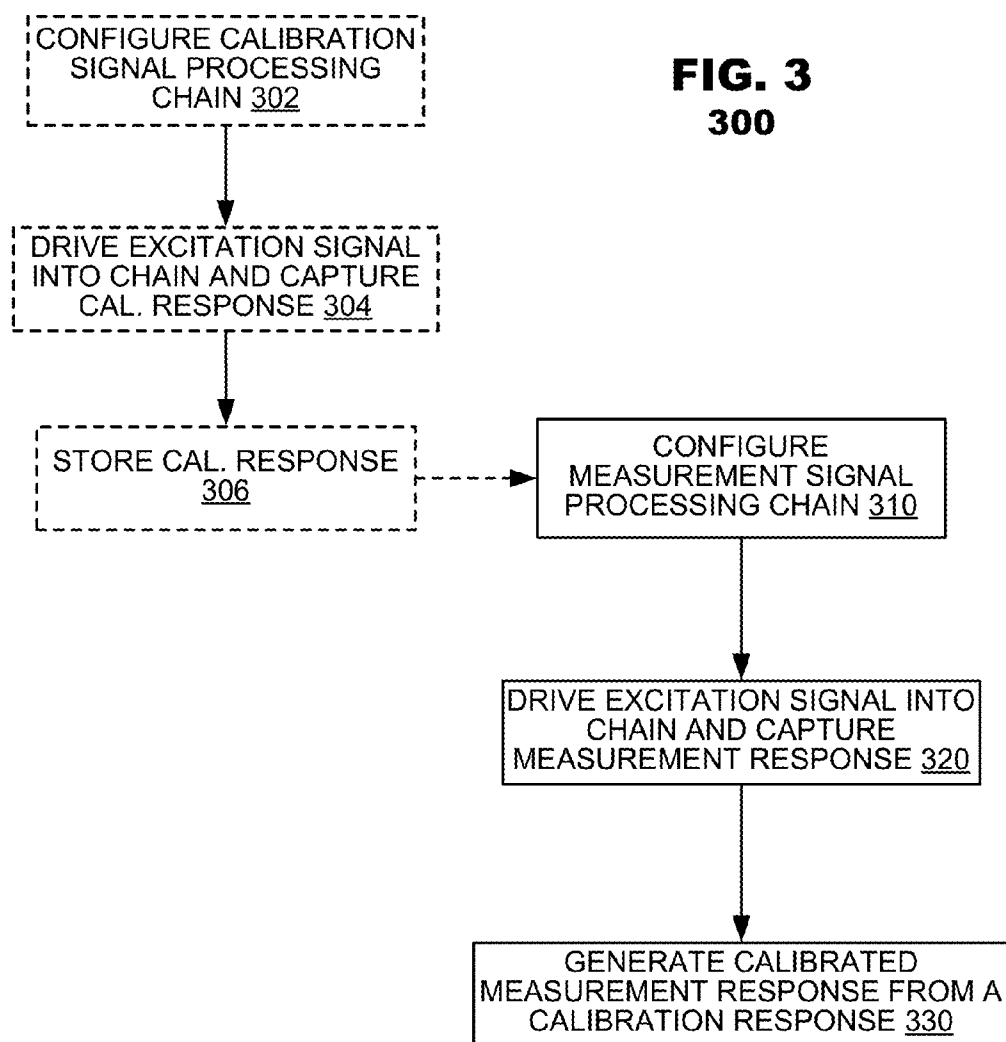 CONFIGURE CALIBRATION
SIGNAL PROCESSING
CHAIN 302
FIG. 3
300
DRIVE EXCITATION SIGNAL
INTO CHAIN AND CAPTURE
CAL. RESPONSE 304
STORE CAL. RESPONSE
306
CONFIGURE
MEASUREMENT SIGNAL
PROCESSING CHAIN 310
DRIVE EXCITATION SIGNAL INTO
CHAIN AND CAPTURE
MEASUREMENT RESPONSE 320
GENERATE CALIBRATED
MEASUREMENT RESPONSE FROM A
CALIBRATION RESPONSE 330